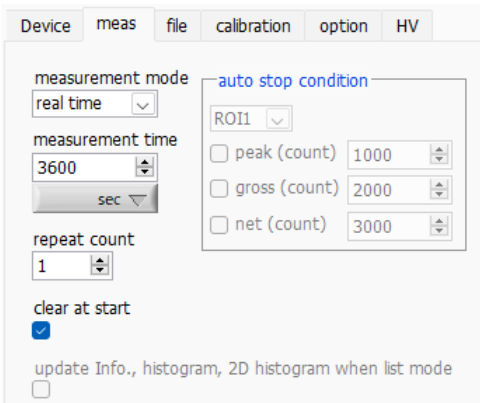 Device meas file calibration option HV
measurement mode
real time
measurement time
3600
sec
repeat count
1
clear at start
auto stop condition
ROI1
peak (count) 1000
gross (count) 2000
net (count) 3000
update Info., histogram, 2D histogram when list mode